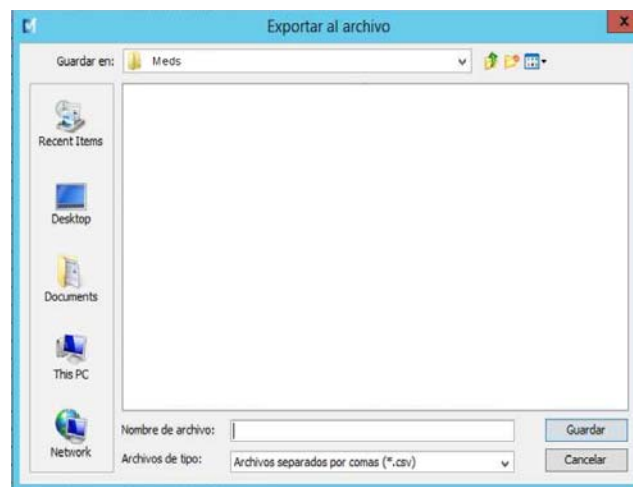 Exportar al archivo
x
Guardar en: Meds
Recent Items
Desktop
Documents
This PC
Network
Nombre de archivo:
Guardar
Archivos de tipo: Archivos separados por comas (*.csv)
Cancelar